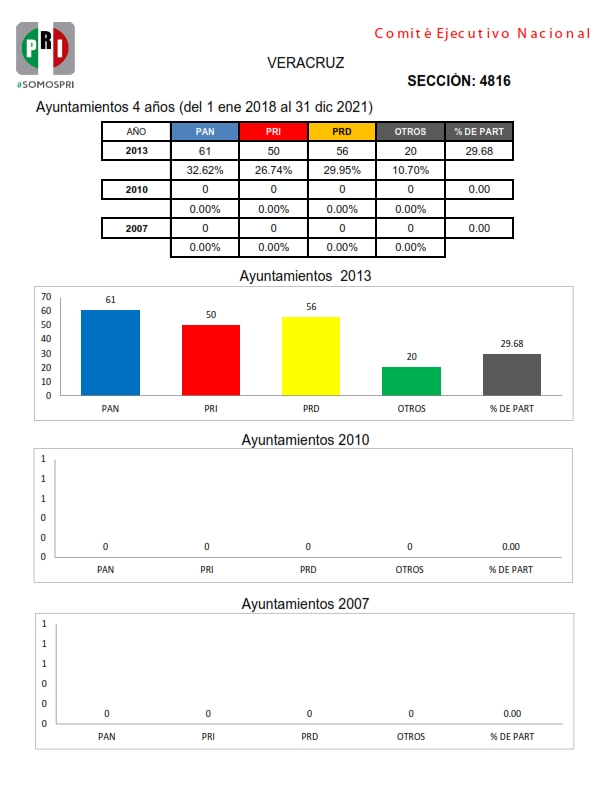 Comité Ejecutivo Nacional
PRI
#SOMOSPRI
VERACRUZ
SECCIÓN: 4816
Ayuntamientos 4 años (del 1 ene 2018 al 31 dic 2021)
AÑO PAN PRI PRD OTROS % DE PART
2013 61 50 56 20 29.68
32.62% 26.74% 29.95% 10.70%
2010 0 0 0 0 0.00
0.00% 0.00% 0.00% 0.00%
2007 0 0 0 0 0.00
0.00% 0.00% 0.00% 0.00%
Ayuntamientos 2013
70
60
50
40
30
20
10
0
61 50 56 20 29.68
PAN PRI PRD OTROS % DE PART
Ayuntamientos 2010
1
1
1
0
0
0
0 0 0 0 0.00
PAN PRI PRD OTROS % DE PART
Ayuntamientos 2007
1
1
1
0
0
0
0 0 0 0 0.00
PAN PRI PRD OTROS % DE PART